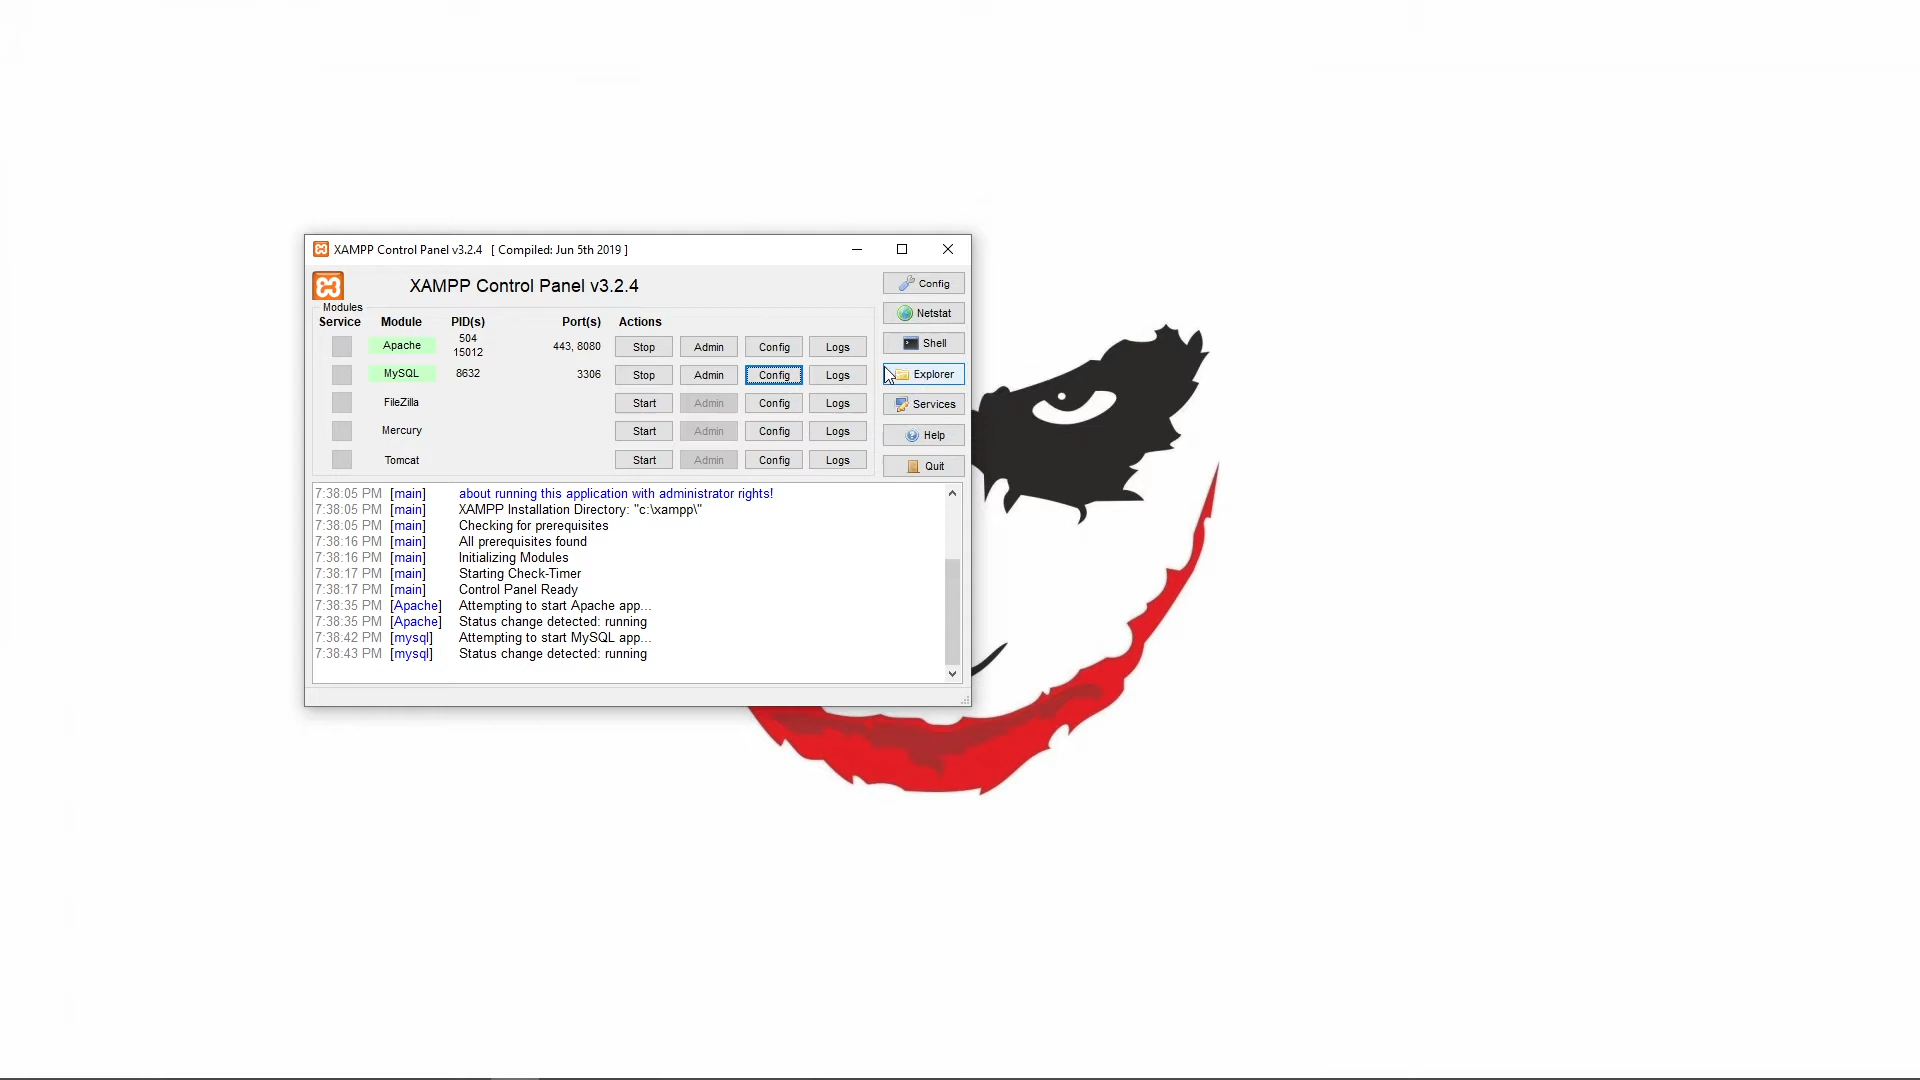 XAMPP Control Panel v3.2.4 [ Compiled: Jun 5th 2019 ]
XAMPP Control Panel v3.2.4
Config
Modules
Netstat
Service Module PID(s) Port(s) Actions
Apache 504 15012 443, 8080 Stop Admin Config Logs
Shell
MySQL 8632 3306 Stop Admin Config Logs
Explorer
FileZilla Start Admin Config Logs
Services
Mercury Start Admin Config Logs
Help
Tomcat Start Admin Config Logs
Quit
7:38:05 PM [main] about running this application with administrator rights!
7:38:05 PM [main] XAMPP Installation Directory: "c:\xampp\"
7:38:05 PM [main] Checking for prerequisites
7:38:16 PM [main] All prerequisites found
7:38:16 PM [main] Initializing Modules
7:38:17 PM [main] Starting Check-Timer
7:38:17 PM [main] Control Panel Ready
7:38:35 PM [Apache] Attempting to start Apache app...
7:38:35 PM [Apache] Status change detected: running
7:38:42 PM [mysql] Attempting to start MySQL app...
7:38:43 PM [mysql] Status change detected: running